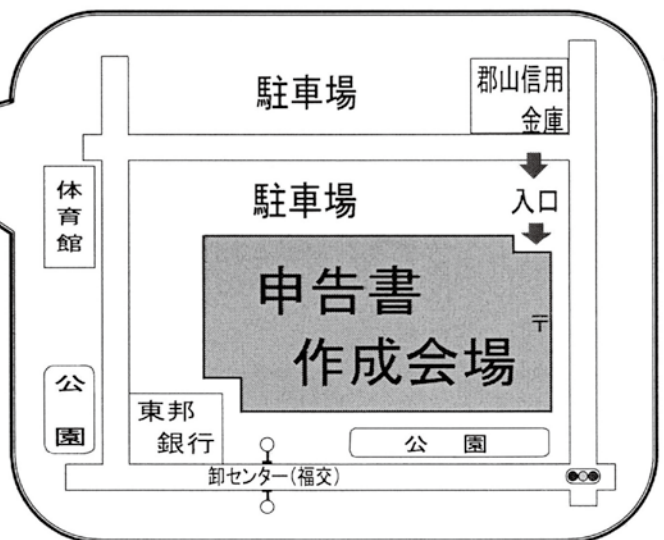 駐車場
郡山信用
金庫
体育館
駐車場
入口
申告書
作成会場
〒
公園
東邦
銀行
公園
卸センター(福交)